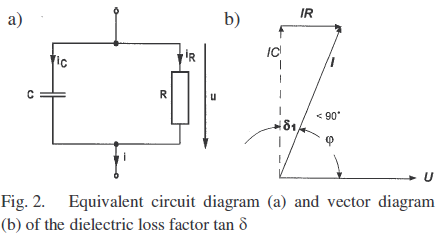 a)
b)
IR
iC
iR
IC
I
C
R
u
< 90°
δ1
φ
i
U
Fig. 2. Equivalent circuit diagram (a) and vector diagram
(b) of the dielectric loss factor tan δ